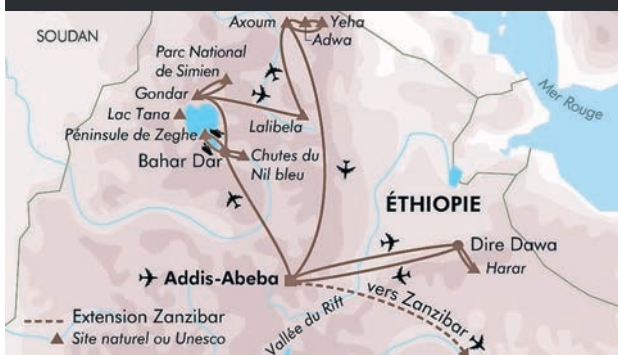 SOUDAN
Axoum
Yeha
Adwa
Parc National
de Simien
Gondar
Mer Rouge
Lac Tana
Lalibela
Péninsule de Zeghe
Bahar Dar
Chutes du
Nil bleu
ÉTHIOPIE
Dire Dawa
Harar
Addis-Abeba
vers Zanzibar
Vallée du Rift
Extension Zanzibar
Site naturel ou Unesco